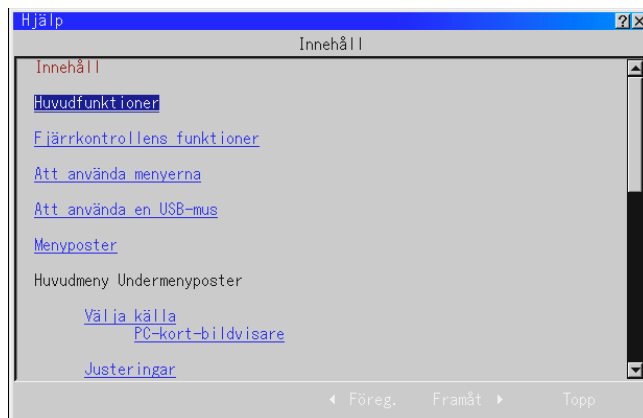 Hjälp
Innehåll
Innehåll
Huvudfunktioner
Fjärrkontrollens funktioner
Att använda menyerna
Att använda en USB-mus
Menyposter
Huvudmeny Undermenyposter
Välja källa
PC-kort-bildvisare
Justeringar
Föreg. Framåt Topp